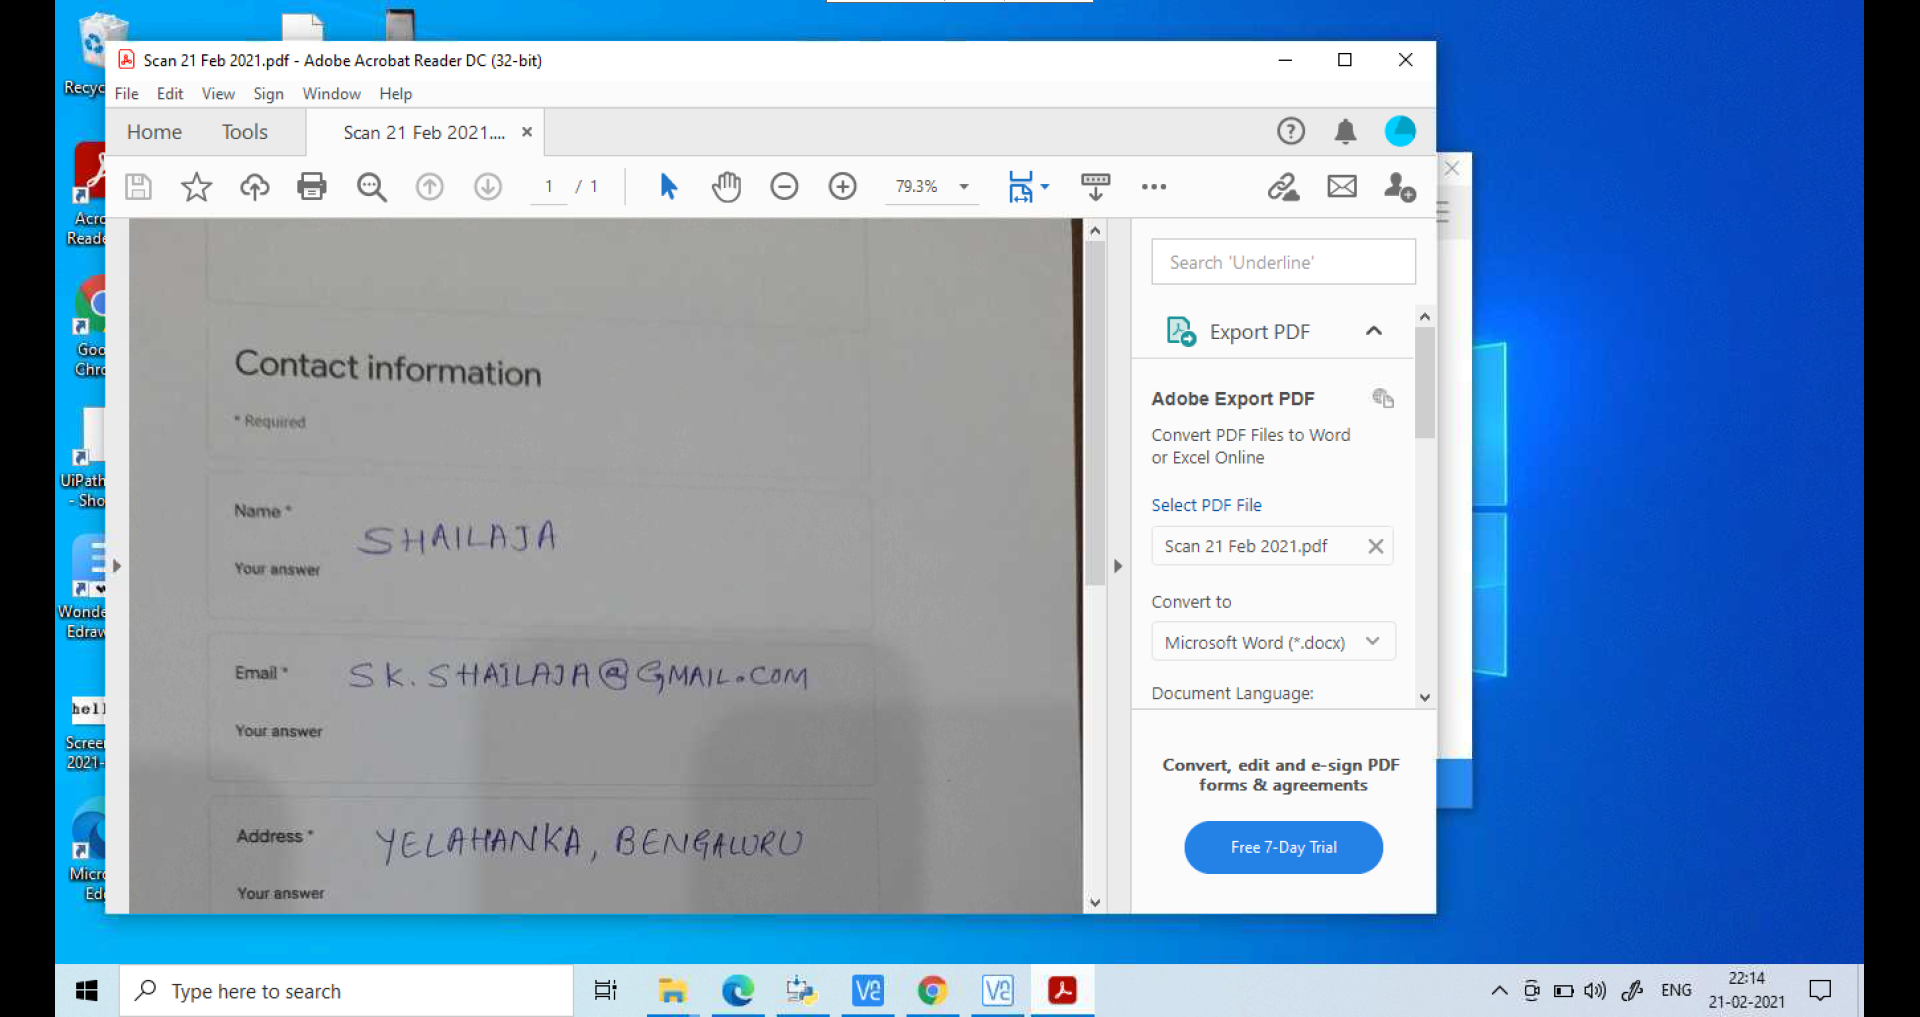 Recyc
Scan 21 Feb 2021.pdf - Adobe Acrobat Reader DC (32-bit)
File Edit View Sign Window Help
Home Tools Scan 21 Feb 2021.... ×
1 / 1 79.3%
Acro
Reade
Search 'Underline'
Export PDF
Goo
Chro
Contact information
* Required
Adobe Export PDF
Convert PDF Files to Word
or Excel Online
UiPath
- Sho
Select PDF File
Scan 21 Feb 2021.pdf
Name *
SHAILAJA
Your answer
Wonde
Edraw
Convert to
Microsoft Word (*.docx)
Email * SK.SHAILAJA@GMAIL.COM
Your answer
Document Language:
hell
Scree
2021-
Convert, edit and e-sign PDF
forms & agreements
Free 7-Day Trial
Address * YELAHANKA, BENGALURU
Your answer
Micro
Ed
Type here to search
ENG
22:14
21-02-2021